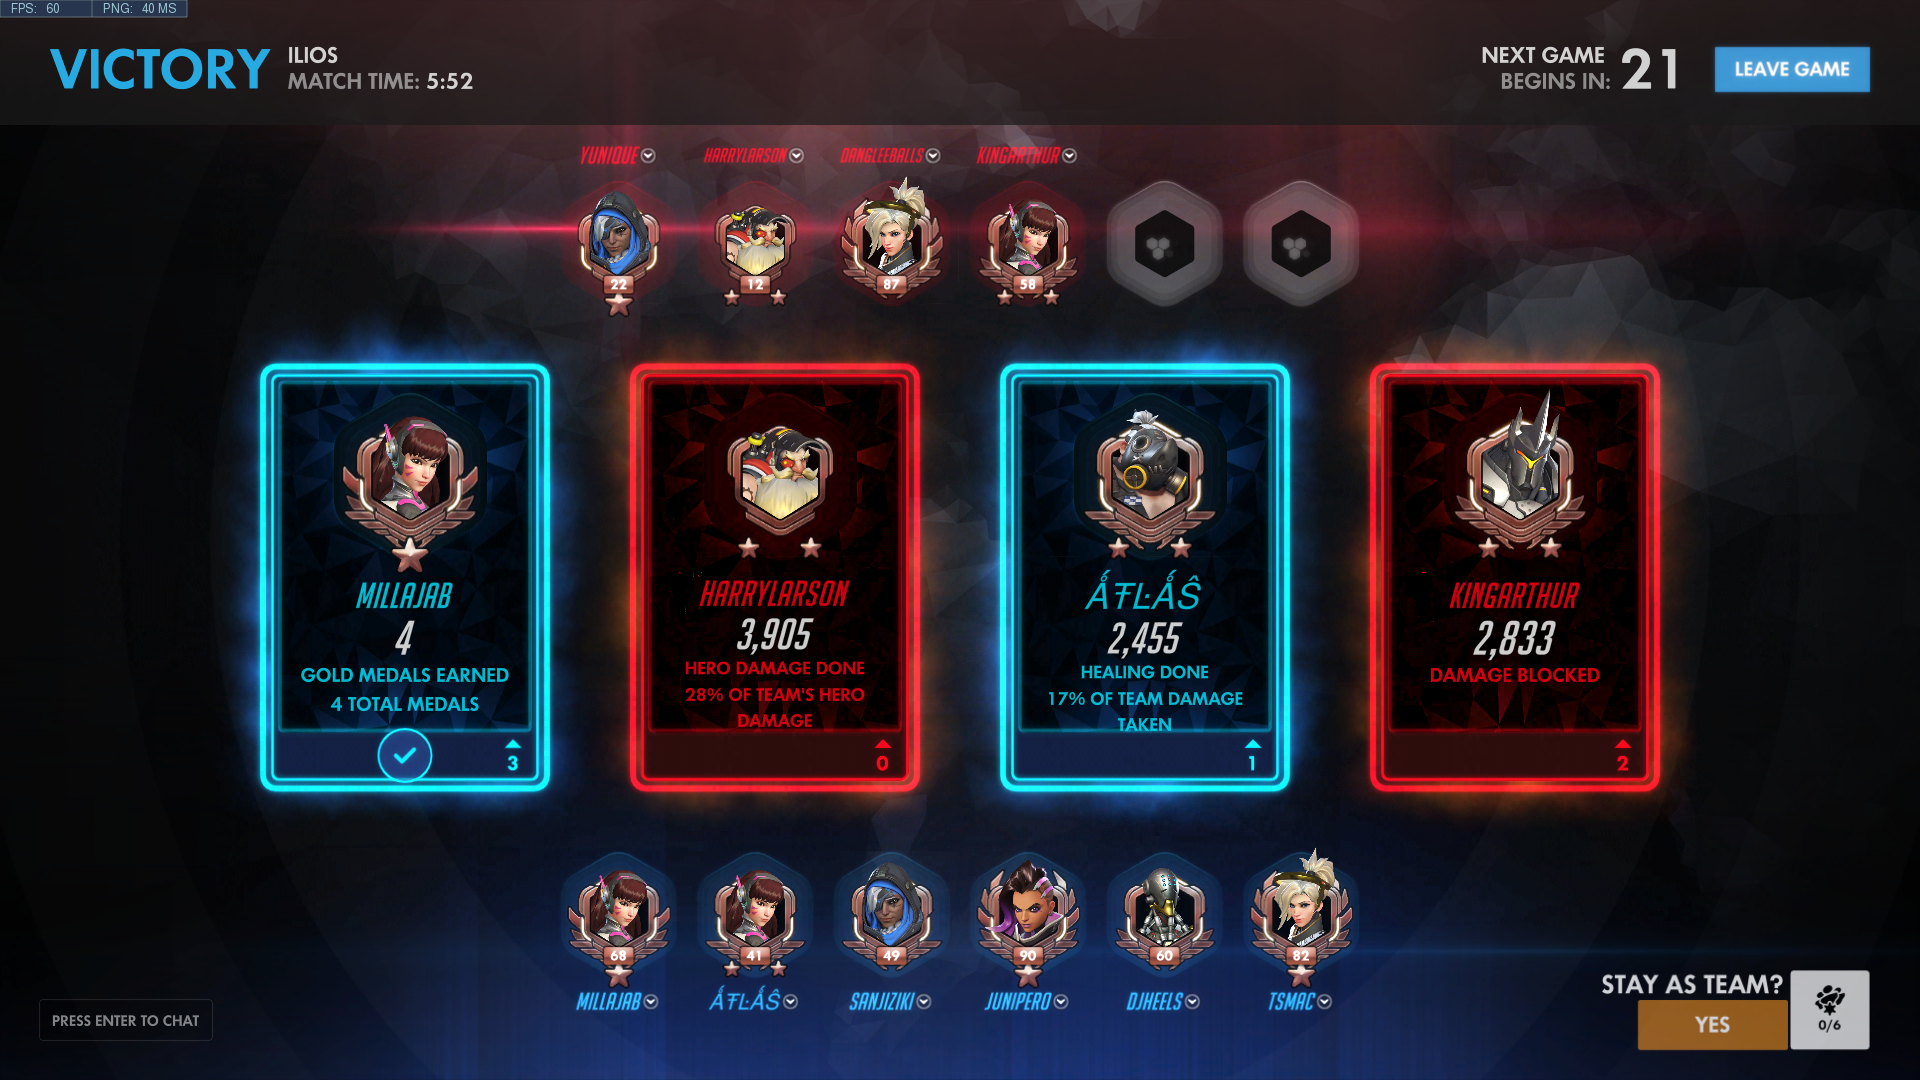 FPS: 60 PNG: 40 MS
VICTORY
ILIOS
MATCH TIME: 5:52
NEXT GAME
BEGINS IN: 21
LEAVE GAME
YUNIQUE HARRYLARSON DANGLEEBALLS KINGARTHUR
22 12 87 58
MILLAJAB
4
GOLD MEDALS EARNED
4 TOTAL MEDALS
3
HARRYLARSON
3,905
HERO DAMAGE DONE
28% OF TEAM'S HERO
DAMAGE
0
ǺŦĿǺŜ
2,455
HEALING DONE
17% OF TEAM DAMAGE
TAKEN
1
KINGARTHUR
2,833
DAMAGE BLOCKED
2
68 41 49 90 60 82
MILLAJAB ǺŦĿǺŜ SANJIZIKI JUNIPERO DJHEELS TSMAC
PRESS ENTER TO CHAT
STAY AS TEAM?
YES
0/6